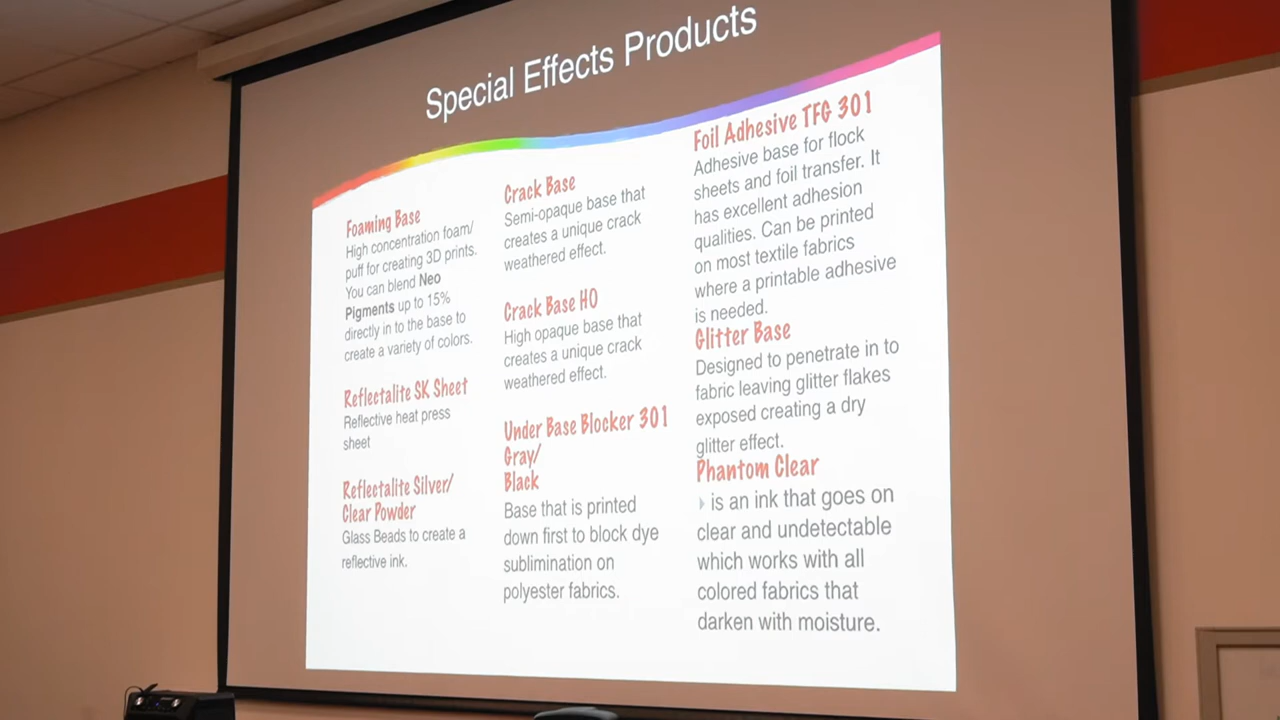 Special Effects Products
Foaming Base
High concentration foam/
puff for creating 3D prints.
You can blend Neo
Pigments up to 15%
directly in to the base to
create a variety of colors.
Reflectalite SK Sheet
Reflective heat press
sheet
Reflectalite Silver/
Clear Powder
Glass Beads to create a
reflective ink.
Crack Base
Semi-opaque base that
creates a unique crack
weathered effect.
Crack Base HO
High opaque base that
creates a unique crack
weathered effect.
Under Base Blocker 301
Gray/
Black
Base that is printed
down first to block dye
sublimination on
polyester fabrics.
Foil Adhesive TFG 301
Adhesive base for flock
sheets and foil transfer. It
has excellent adhesion
qualities. Can be printed
on most textile fabrics
where a printable adhesive
is needed.
Glitter Base
Designed to penetrate in to
fabric leaving glitter flakes
exposed creating a dry
glitter effect.
Phantom Clear
is an ink that goes on
clear and undetectable
which works with all
colored fabrics that
darken with moisture.